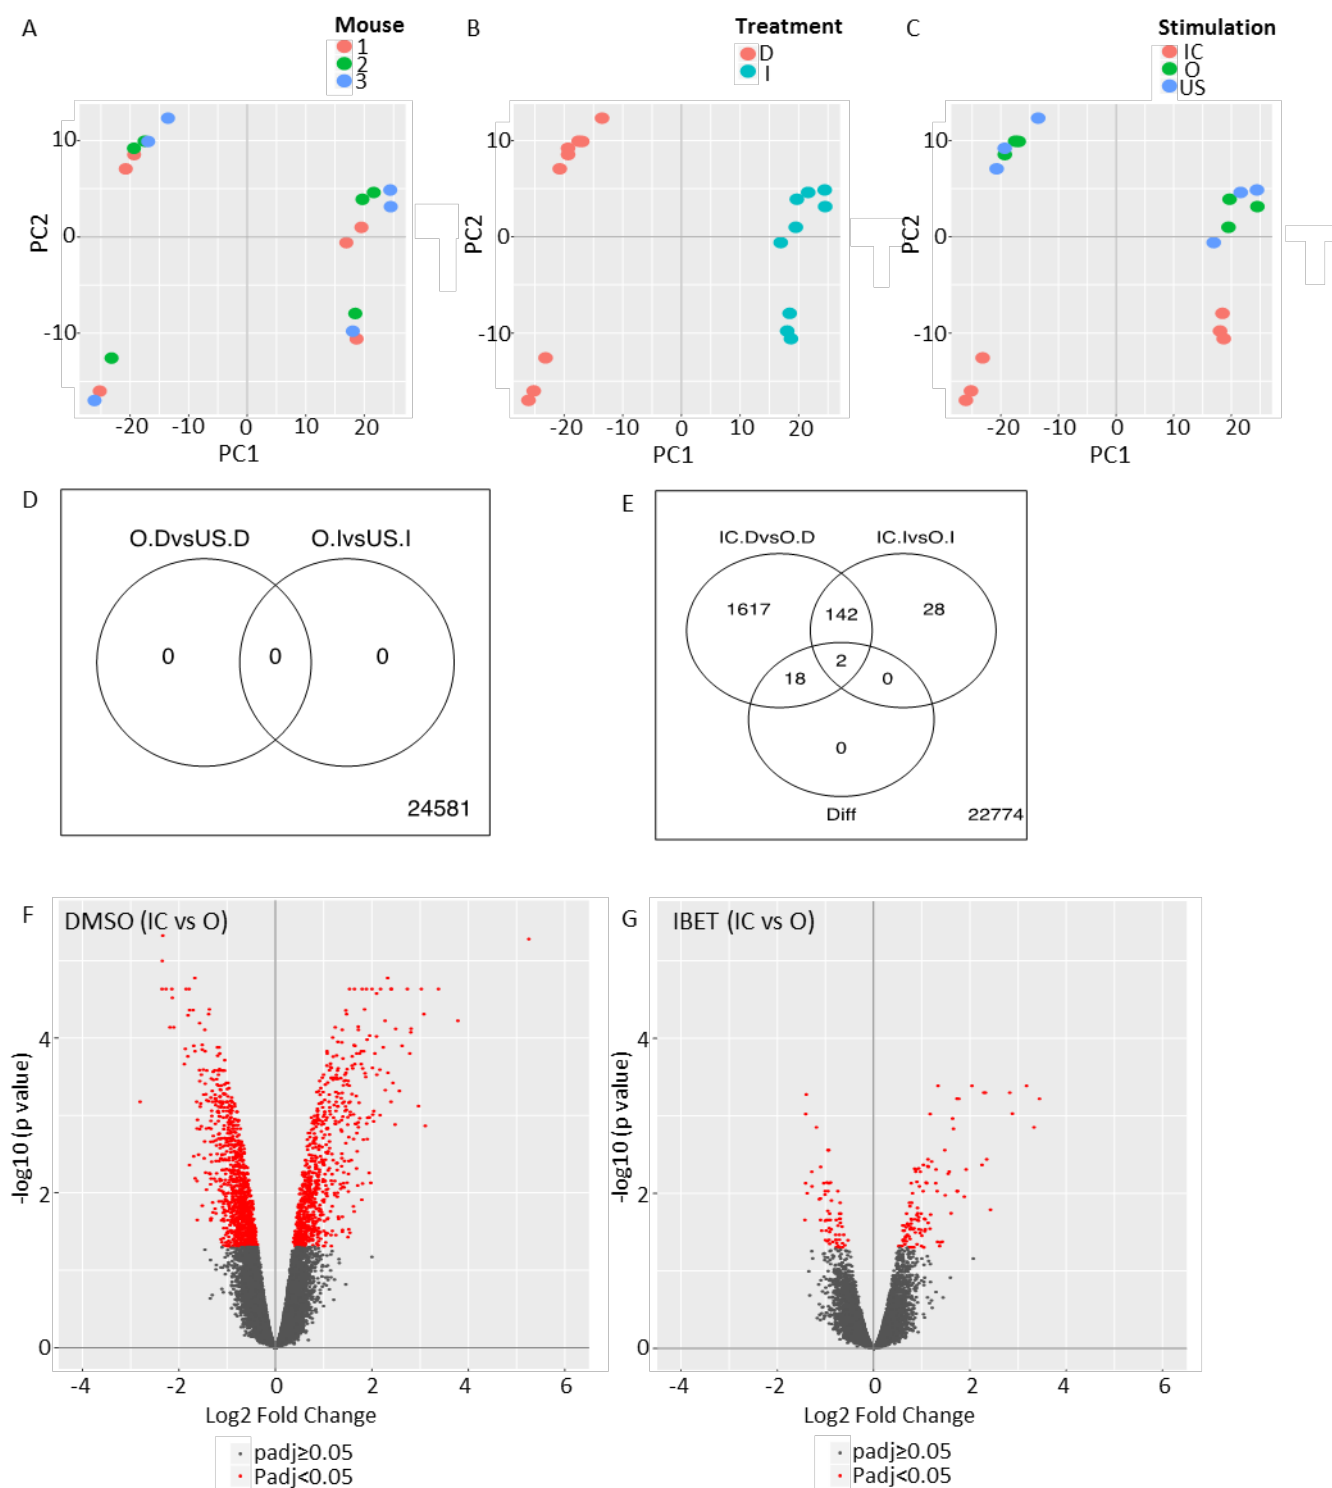 A
Mouse
1
2
3
10
0
-10
PC2
-20 -10 0 10 20
PC1
B
Treatment
D
I
10
0
-10
PC2
-20 -10 0 10 20
PC1
C
Stimulation
IC
O
US
10
0
-10
PC2
-20 -10 0 10 20
PC1
D
O.DvsUS.D O.IvsUS.I
0 0 0
24581
E
IC.DvsO.D IC.IvsO.I
1617 142 28
2
18 0
0
Diff 22774
F
DMSO (IC vs O)
4
2
0
-log10 (p value)
-4 -2 0 2 4 6
Log2 Fold Change
padj≥0.05
Padj<0.05
G
IBET (IC vs O)
4
2
0
-log10 (p value)
-4 -2 0 2 4 6
Log2 Fold Change
padj≥0.05
Padj<0.05